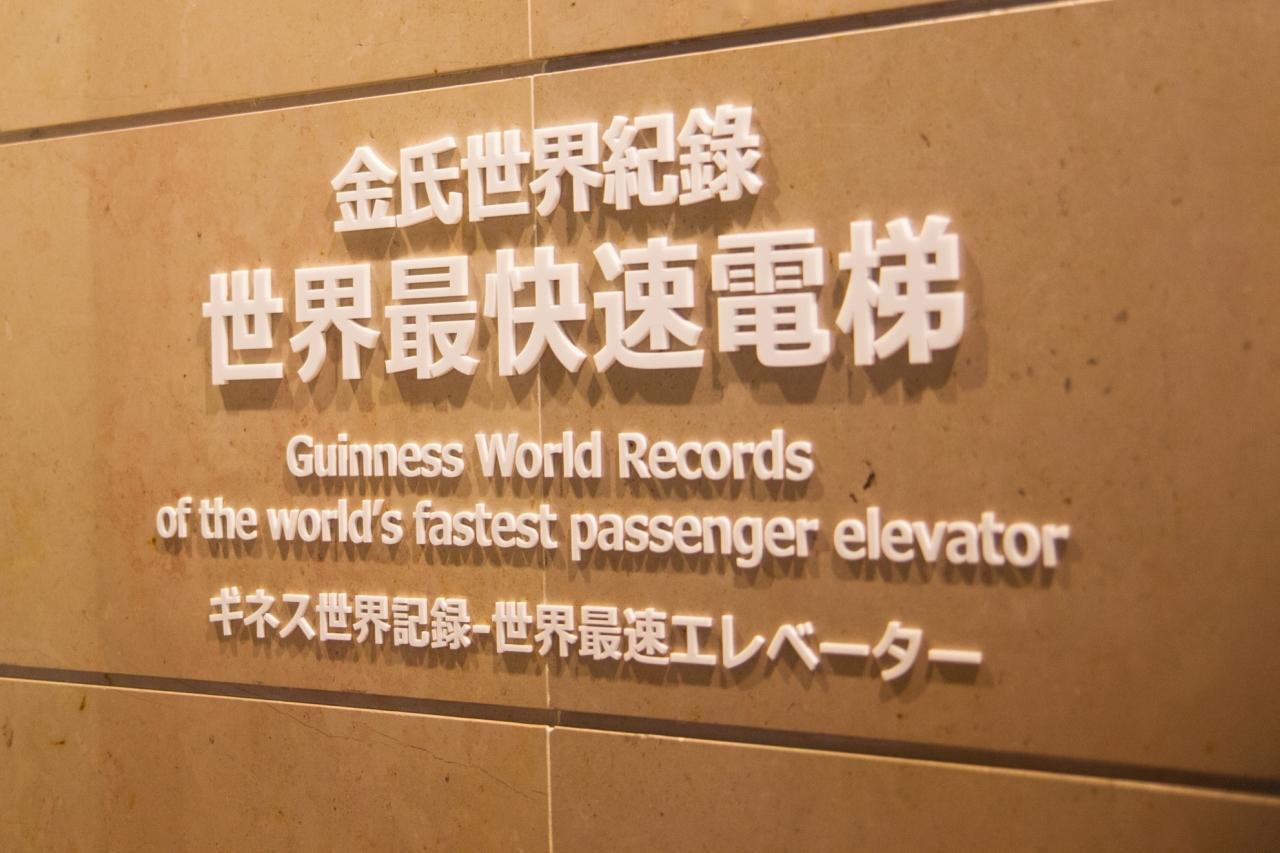 金氏世界紀錄
世界最快速電梯
Guinness World Records
of the world's fastest passenger elevator
ギネス世界記録-世界最速エレベーター